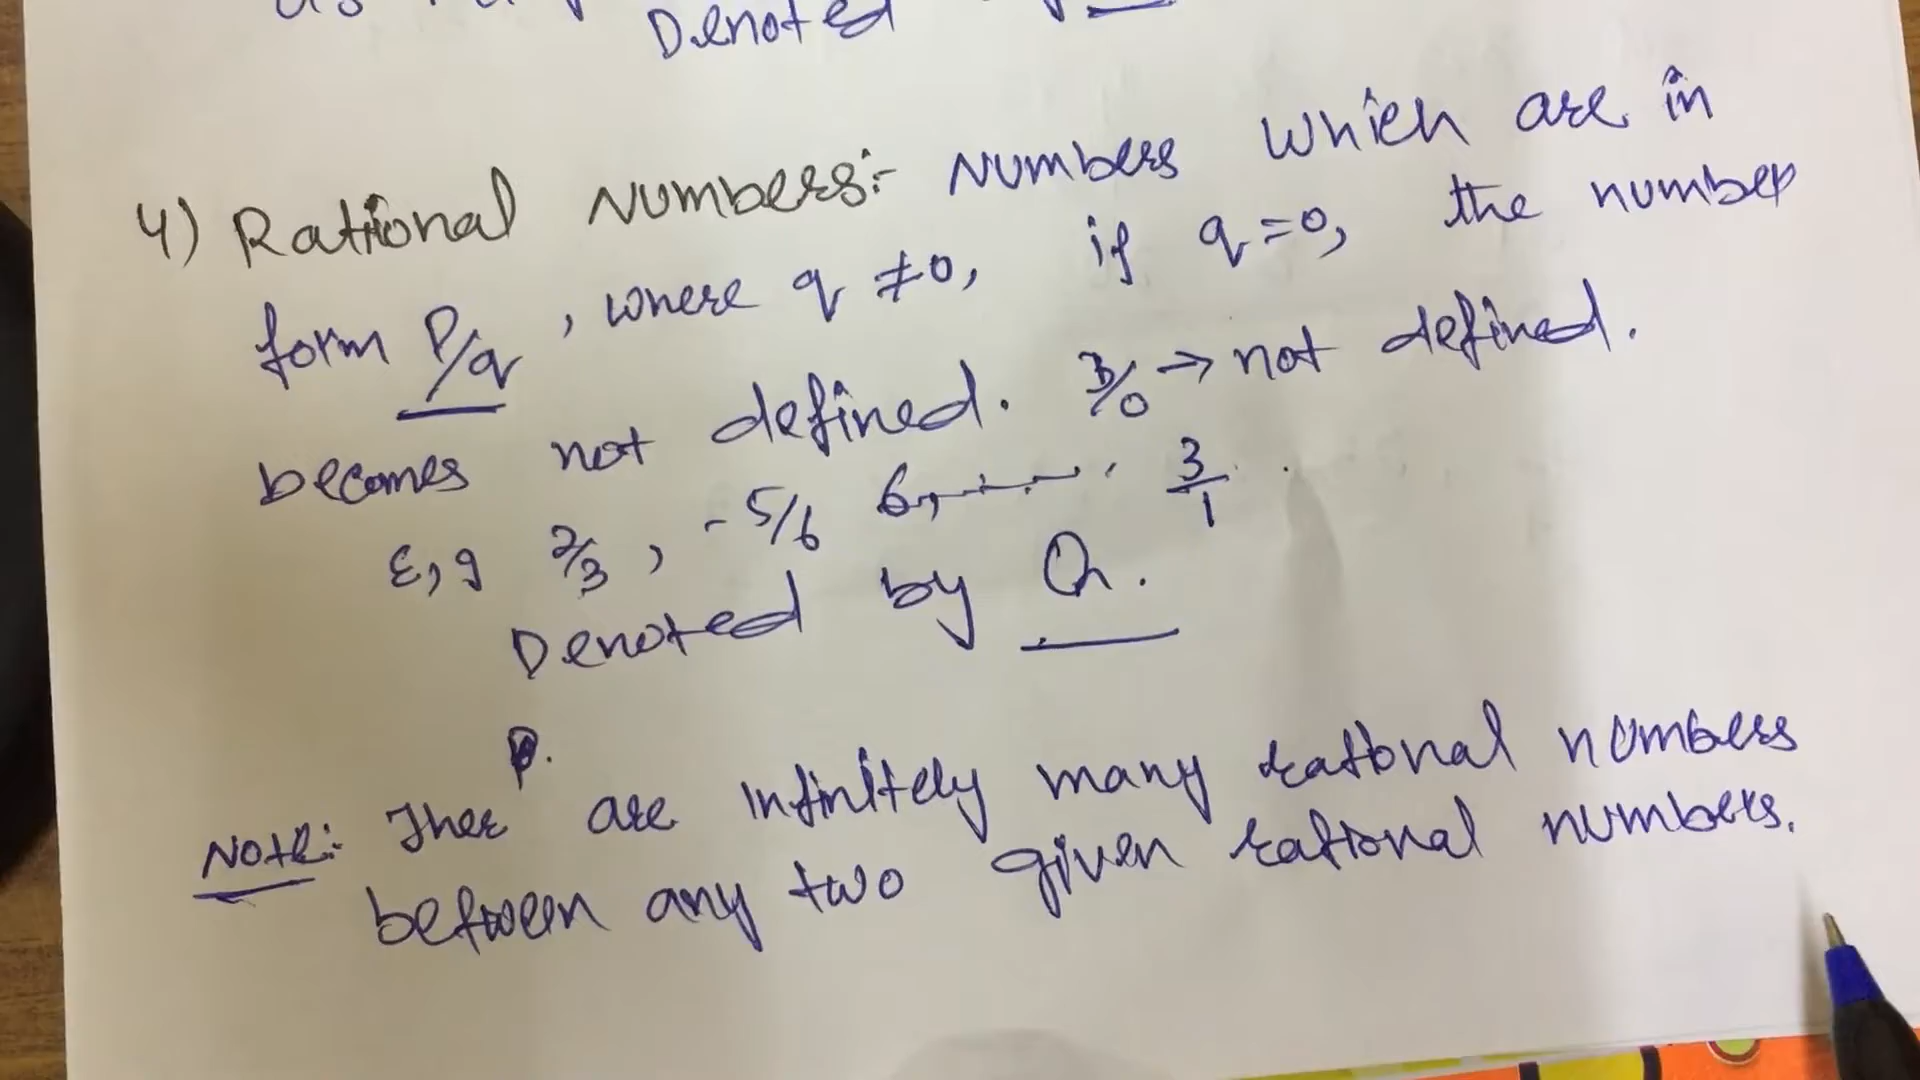 Denoted
4) Rational Numbers:- Numbers which are in
form P/q, where q ≠ 0, if q = 0, the number
becomes not defined. 3/0 → not defined.
E,g 2/3, -5/6 6, 3/1
Denoted by Q.
Note:- Ther are infinitely many rational numbers
between any two given rational numbers.